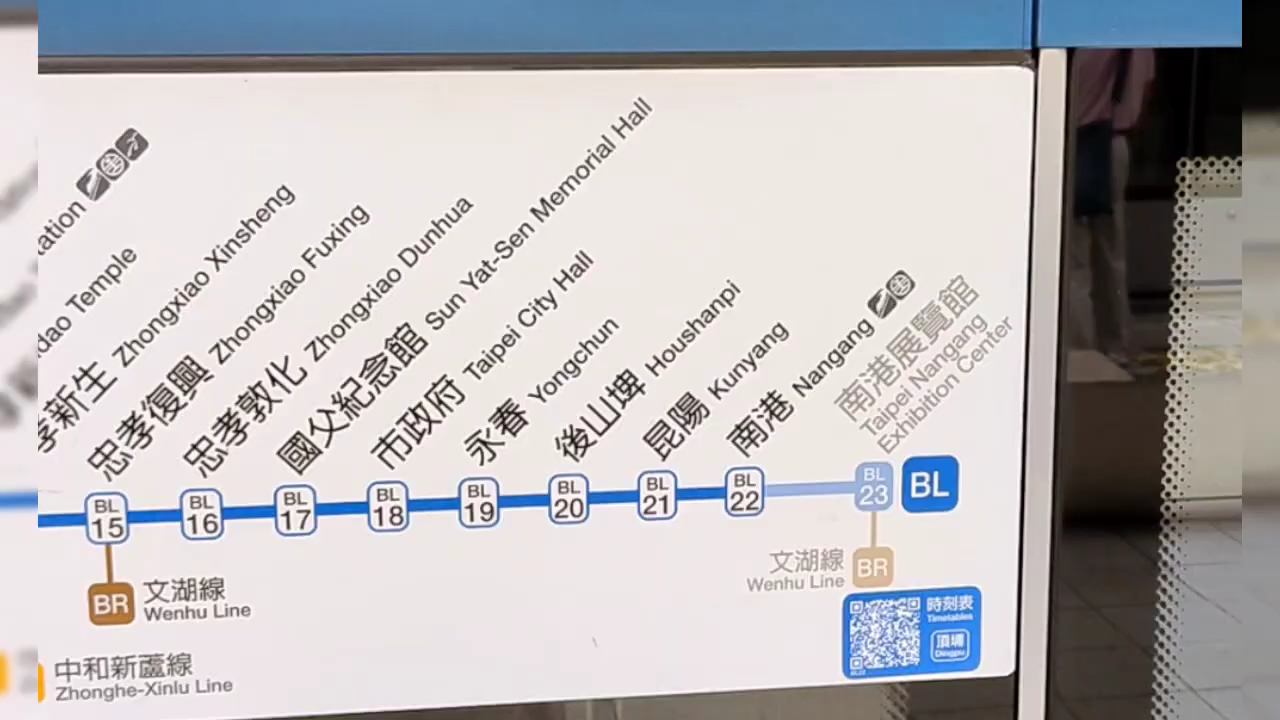 tation
dao Temple
孝新生 Zhongxiao Xinsheng
忠孝復興 Zhongxiao Fuxing
忠孝敦化 Zhongxiao Dunhua
國父紀念館 Sun Yat-Sen Memorial Hall
市政府 Taipei City Hall
永春 Yongchun
後山埤 Houshanpi
昆陽 Kunyang
南港 Nangang
南港展覽館
Taipei Nangang
Exhibition Center
BL 15
BL 16
BL 17
BL 18
BL 19
BL 20
BL 21
BL 22
BL 23
BL
BR
文湖線
Wenhu Line
文湖線
Wenhu Line
BR
中和新蘆線
Zhonghe-Xinlu Line
時刻表
Timetables
頂埔
Dingpu